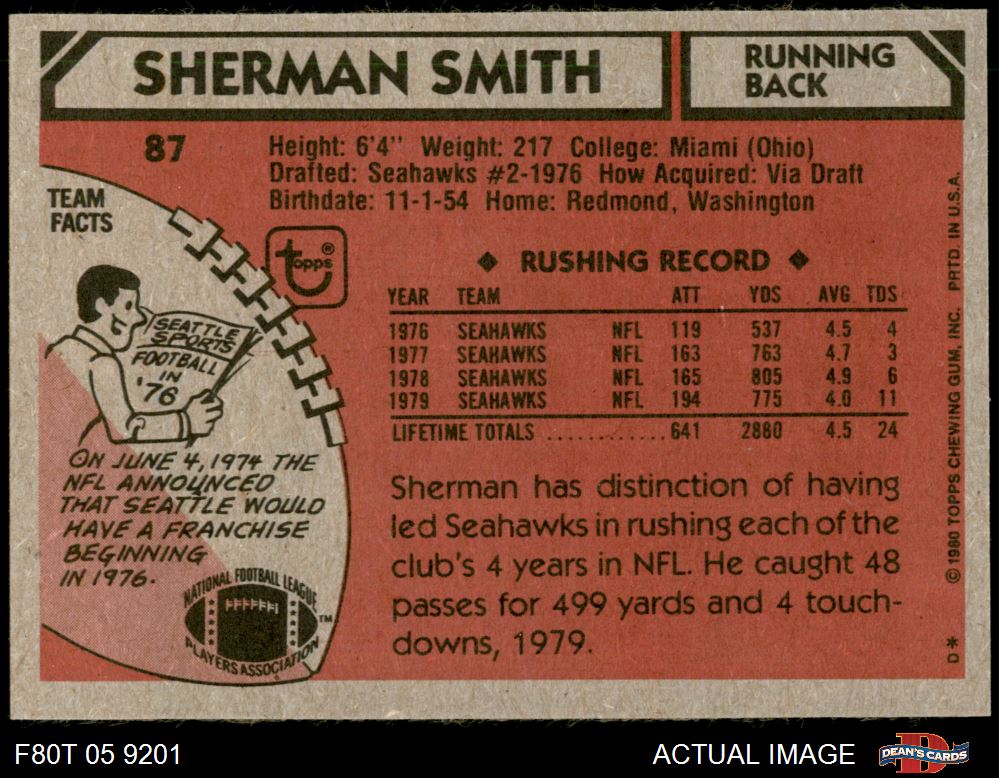 SHERMAN SMITH
RUNNING
BACK
87
Height: 6'4" Weight: 217 College: Miami (Ohio)
Drafted: Seahawks #2-1976 How Acquired: Via Draft
Birthdate: 11-1-54 Home: Redmond, Washington
TEAM
FACTS
topps®
SEATTLE
SPORTS
FOOTBALL
IN
'76
ON JUNE 4, 1974 THE
NFL ANNOUNCED
THAT SEATTLE WOULD
HAVE A FRANCHISE
BEGINNING
IN 1976.
NATIONAL FOOTBALL LEAGUE
PLAYERS ASSOCIATION
TM
◆ RUSHING RECORD ◆
YEAR TEAM ATT YDS AVG TDS
1976 SEAHAWKS NFL 119 537 4.5 4
1977 SEAHAWKS NFL 163 763 4.7 3
1978 SEAHAWKS NFL 165 805 4.9 6
1979 SEAHAWKS NFL 194 775 4.0 11
LIFETIME TOTALS ............ 641 2880 4.5 24
Sherman has distinction of having
led Seahawks in rushing each of the
club's 4 years in NFL. He caught 48
passes for 499 yards and 4 touch-
downs, 1979.
D* © 1980 TOPPS CHEWING GUM, INC. PRTD. IN U.S.A.
F80T 05 9201
ACTUAL IMAGE
DEAN'S CARDS